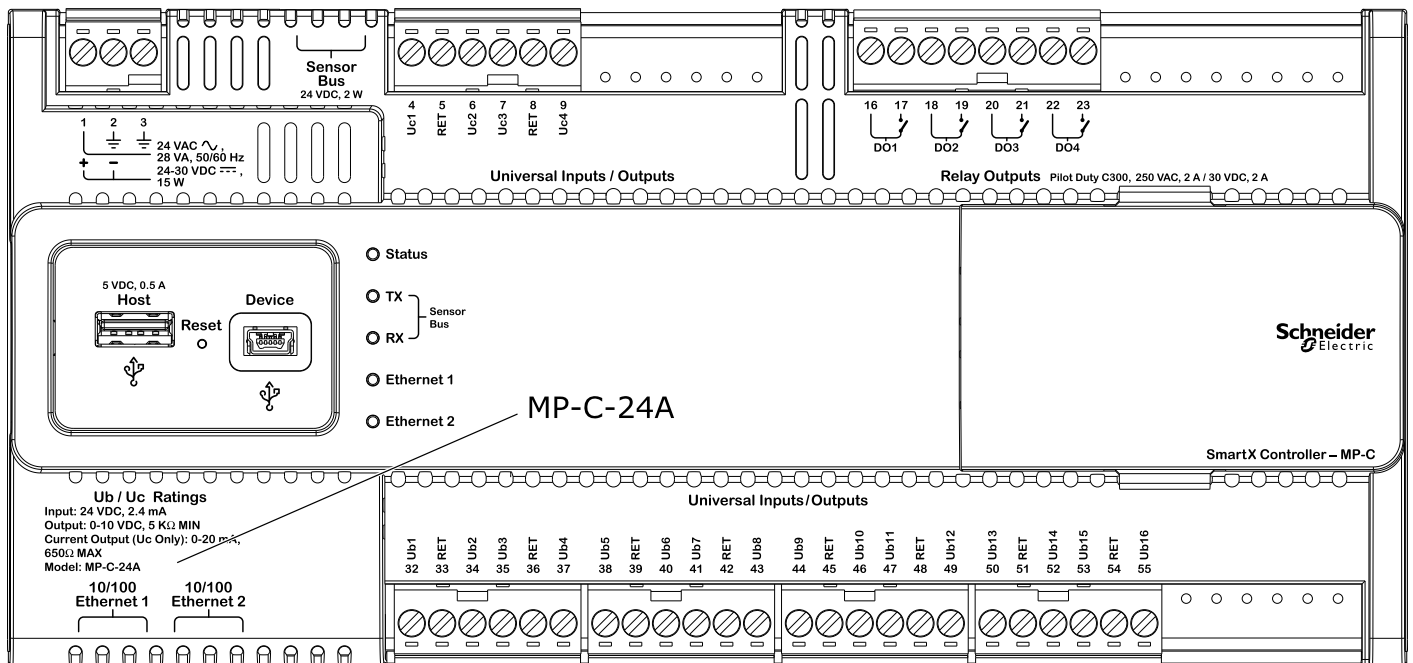 Sensor
Bus
24 VDC, 2 W
1 2 3
24 VAC ,
28 VA, 50/60 Hz
+ −
24-30 VDC ,
15 W
4 5 6 7 8 9
Uc1 RET Uc2 Uc3 RET Uc4
Universal Inputs / Outputs
16 17 18 19 20 21 22 23
DO1 DO2 DO3 DO4
Relay Outputs Pilot Duty C300, 250 VAC, 2 A / 30 VDC, 2 A
5 VDC, 0.5 A
Host
Reset
Device
Status
TX
RX
Sensor
Bus
Ethernet 1
Ethernet 2
MP-C-24A
Schneider
Electric
SmartX Controller – MP-C
Ub / Uc Ratings
Input: 24 VDC, 2.4 mA
Output: 0-10 VDC, 5 KΩ MIN
Current Output (Uc Only): 0-20 mA,
650Ω MAX
Model: MP-C-24A
10/100
Ethernet 1
10/100
Ethernet 2
Universal Inputs/Outputs
Ub1 RET Ub2 Ub3 RET Ub4 Ub5 RET Ub6 Ub7 RET Ub8 Ub9 RET Ub10 Ub11 RET Ub12 Ub13 RET Ub14 Ub15 RET Ub16
32 33 34 35 36 37 38 39 40 41 42 43 44 45 46 47 48 49 50 51 52 53 54 55